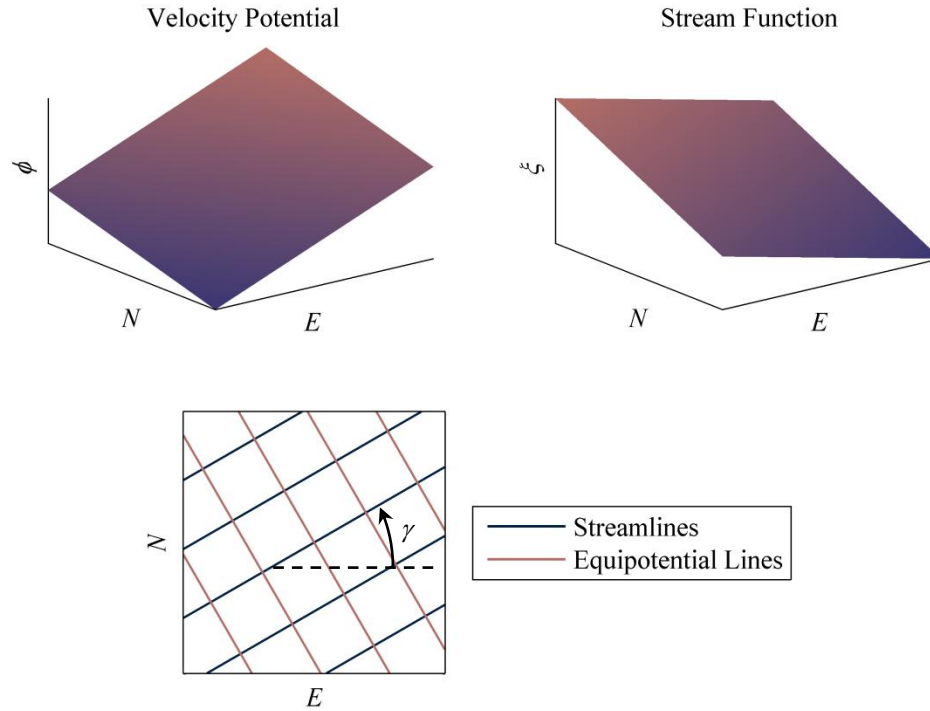 Velocity Potential
Stream Function
ϕ
ξ
N
E
N
E
N
γ
E
Streamlines
Equipotential Lines